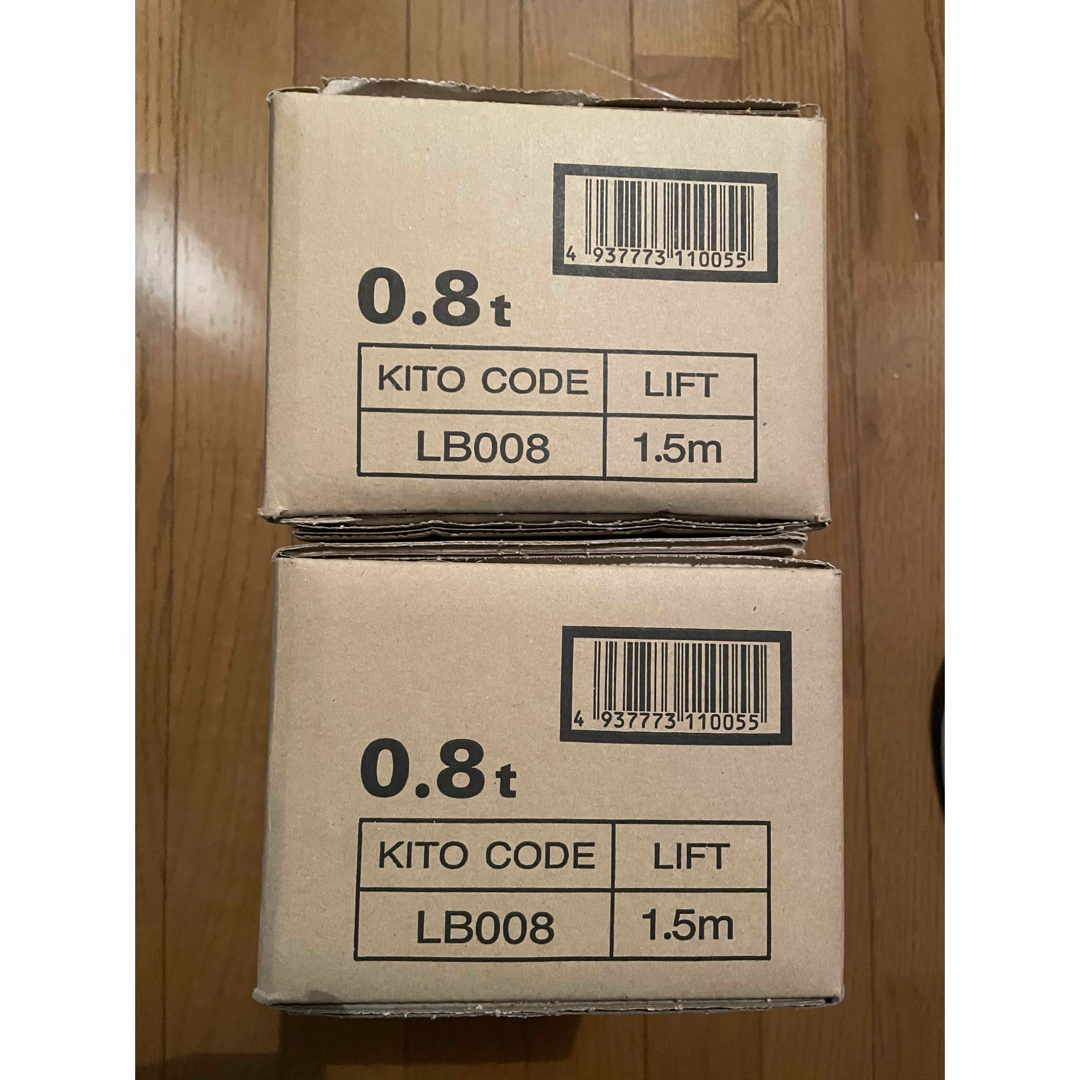 4 937773 110055
0.8t
KITO CODE LIFT
LB008 1.5m
4 937773 110055
0.8t
KITO CODE LIFT
LB008 1.5m